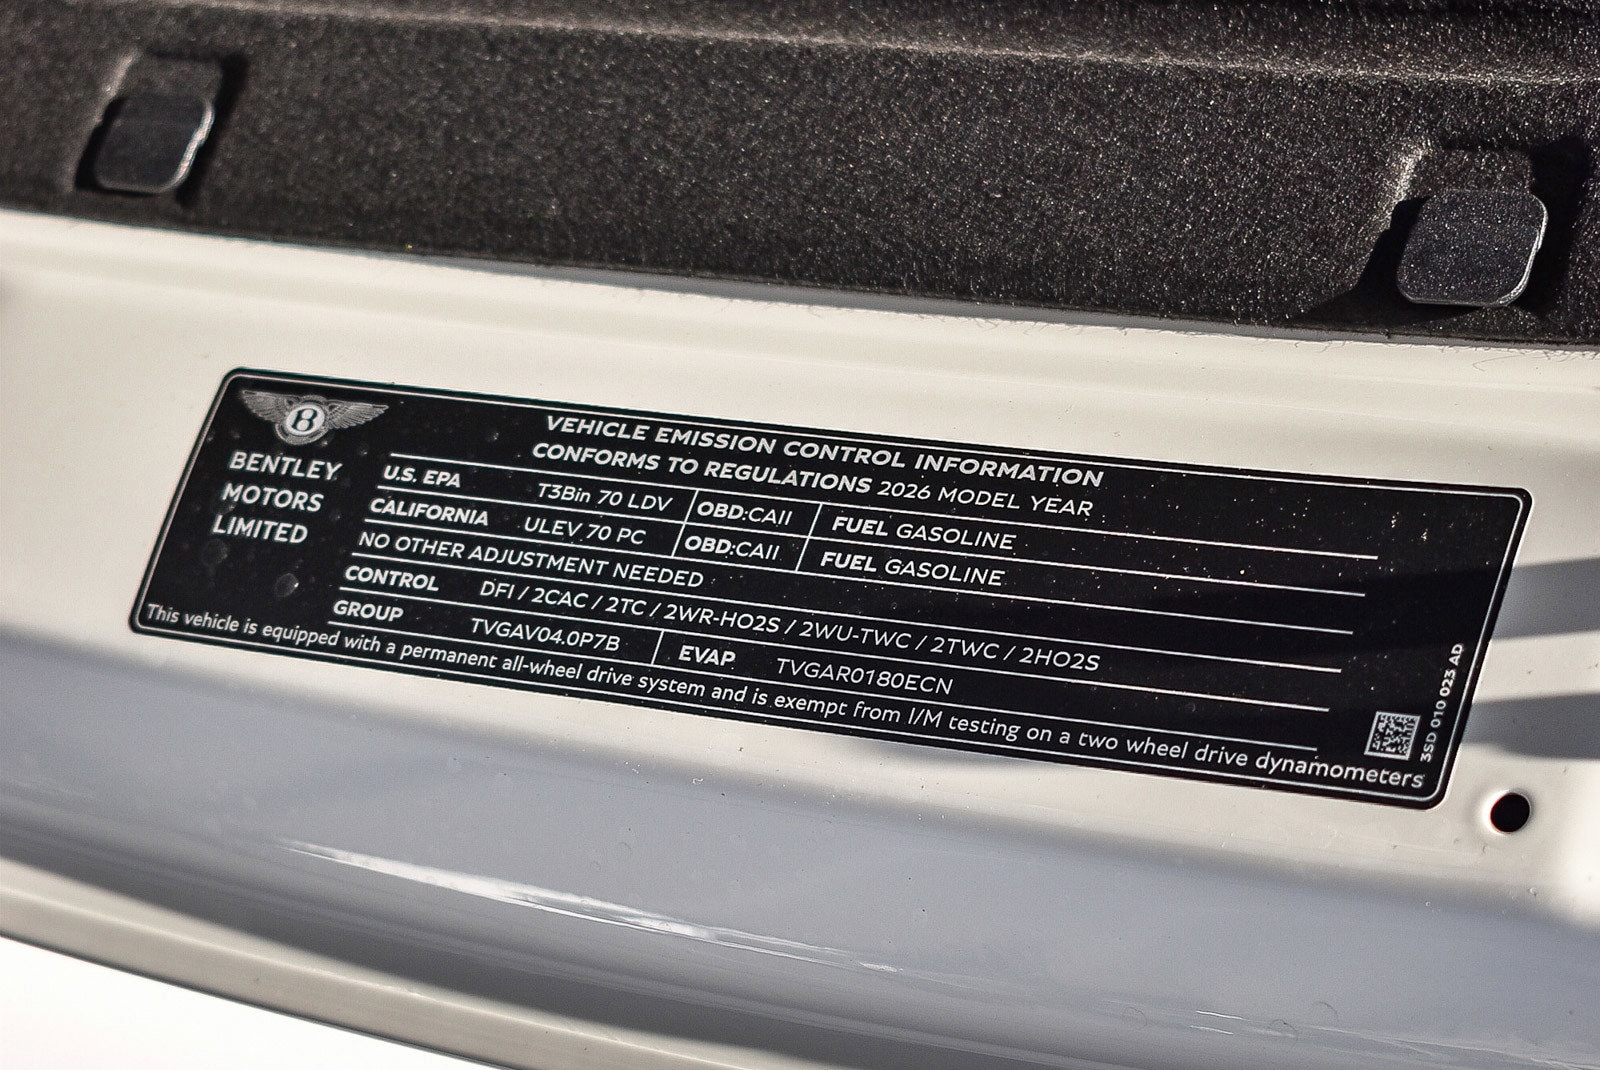 B
BENTLEY
MOTORS
LIMITED
VEHICLE EMISSION CONTROL INFORMATION
CONFORMS TO REGULATIONS 2026 MODEL YEAR
U.S. EPA T3Bin 70 LDV OBD:CAII FUEL GASOLINE
CALIFORNIA ULEV 70 PC OBD:CAII FUEL GASOLINE
NO OTHER ADJUSTMENT NEEDED
CONTROL DFI / 2CAC / 2TC / 2WR-HO2S / 2WU-TWC / 2TWC / 2HO2S
GROUP TVGAV04.0P7B EVAP TVGAR0180ECN
This vehicle is equipped with a permanent all-wheel drive system and is exempt from I/M testing on a two wheel drive dynamometers
3SD 010 023 AD